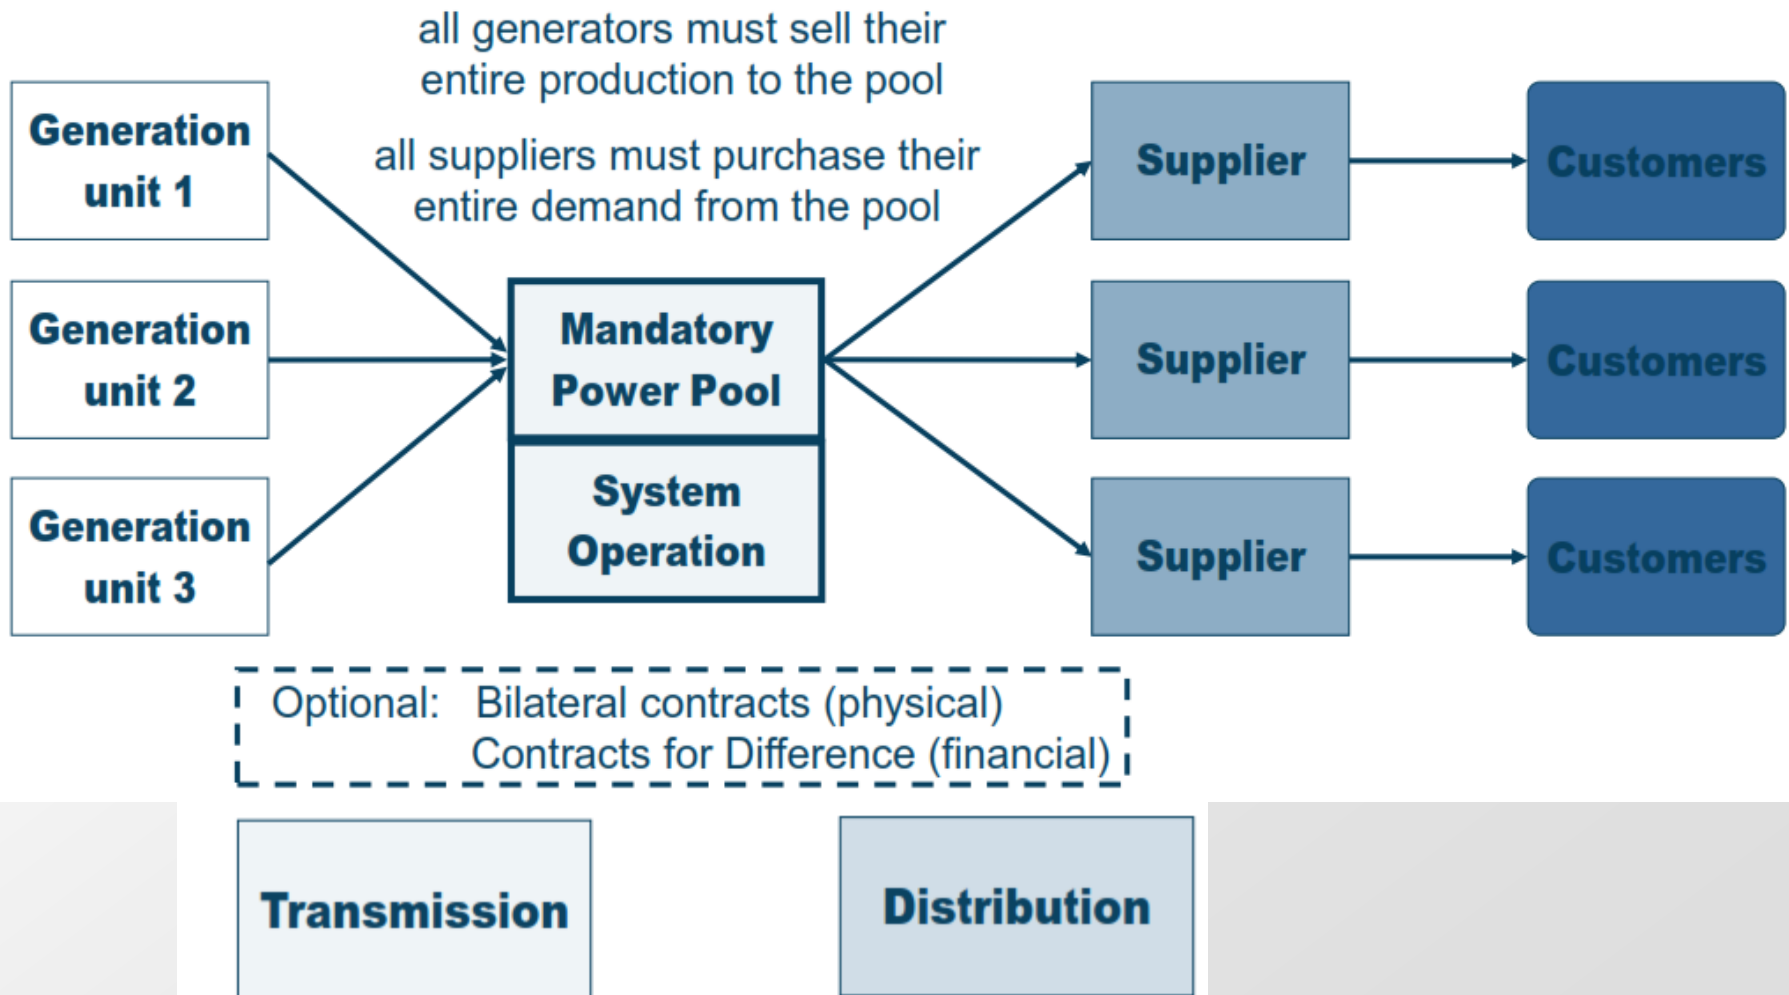 all generators must sell their
entire production to the pool
all suppliers must purchase their
entire demand from the pool
Generation
unit 1
Generation
unit 2
Generation
unit 3
Mandatory
Power Pool
System
Operation
Supplier
Customers
Supplier
Customers
Supplier
Customers
Optional: Bilateral contracts (physical)
Contracts for Difference (financial)
Transmission
Distribution